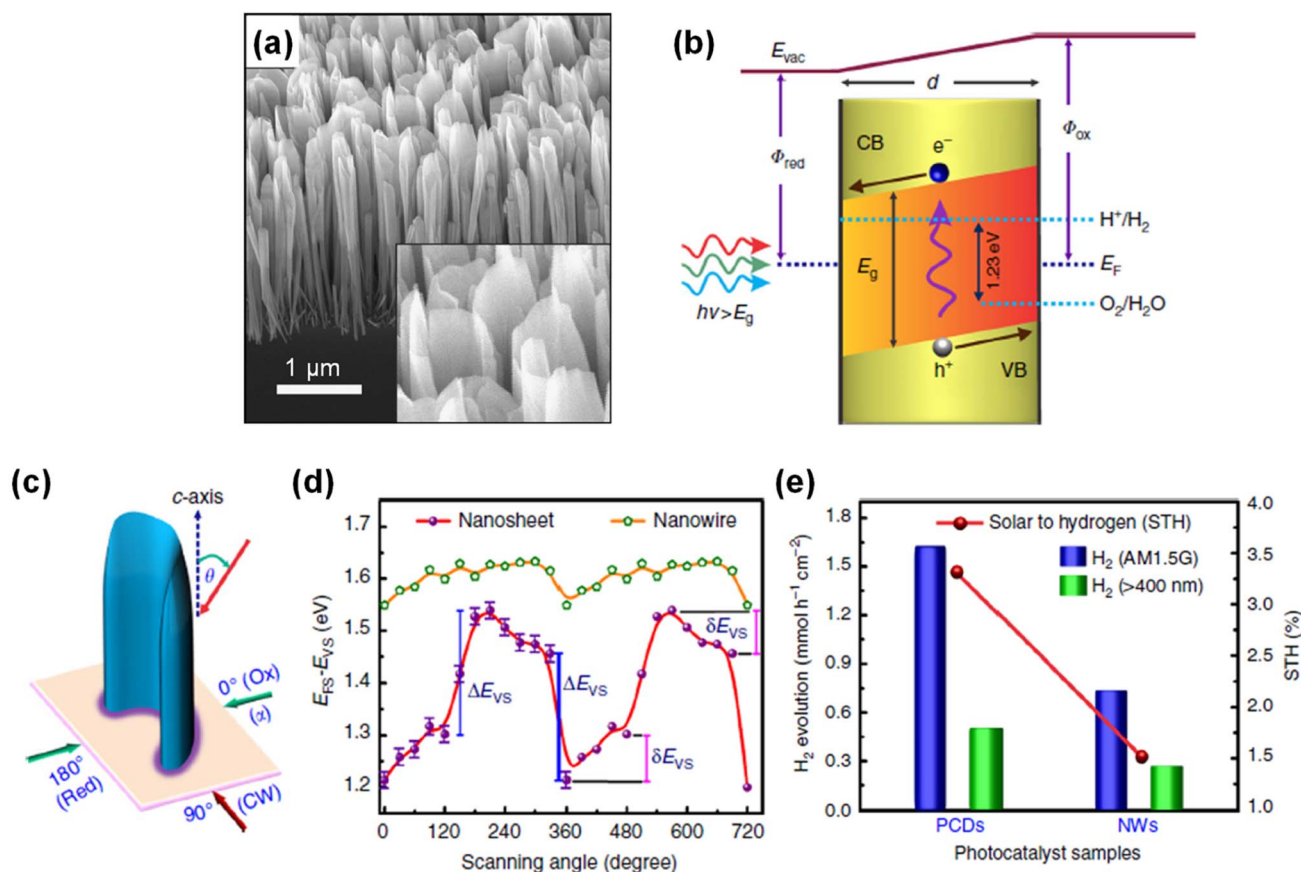 (a)
1 μm
(b)
E_vac
d
Φ_red
Φ_ox
CB
e⁻
H⁺/H₂
E_g
1.23 eV
E_F
hν > E_g
O₂/H₂O
h⁺
VB
(c)
c-axis
θ
0° (Ox)
(α)
180°
(Red)
90° (CW)
(d)
Nanosheet
Nanowire
1.7
1.6
1.5
1.4
1.3
1.2
E_FS-E_VS (eV)
ΔE_VS
ΔE_VS
δE_VS
δE_VS
0
120
240
360
480
600
720
Scanning angle (degree)
(e)
Solar to hydrogen (STH)
H₂ (AM1.5G)
H₂ (>400 nm)
1.8
1.5
1.2
0.9
0.6
0.3
0.0
H₂ evolution (mmol h⁻¹ cm⁻²)
4.0
3.5
3.0
2.5
2.0
1.5
1.0
STH (%)
PCDs
NWs
Photocatalyst samples